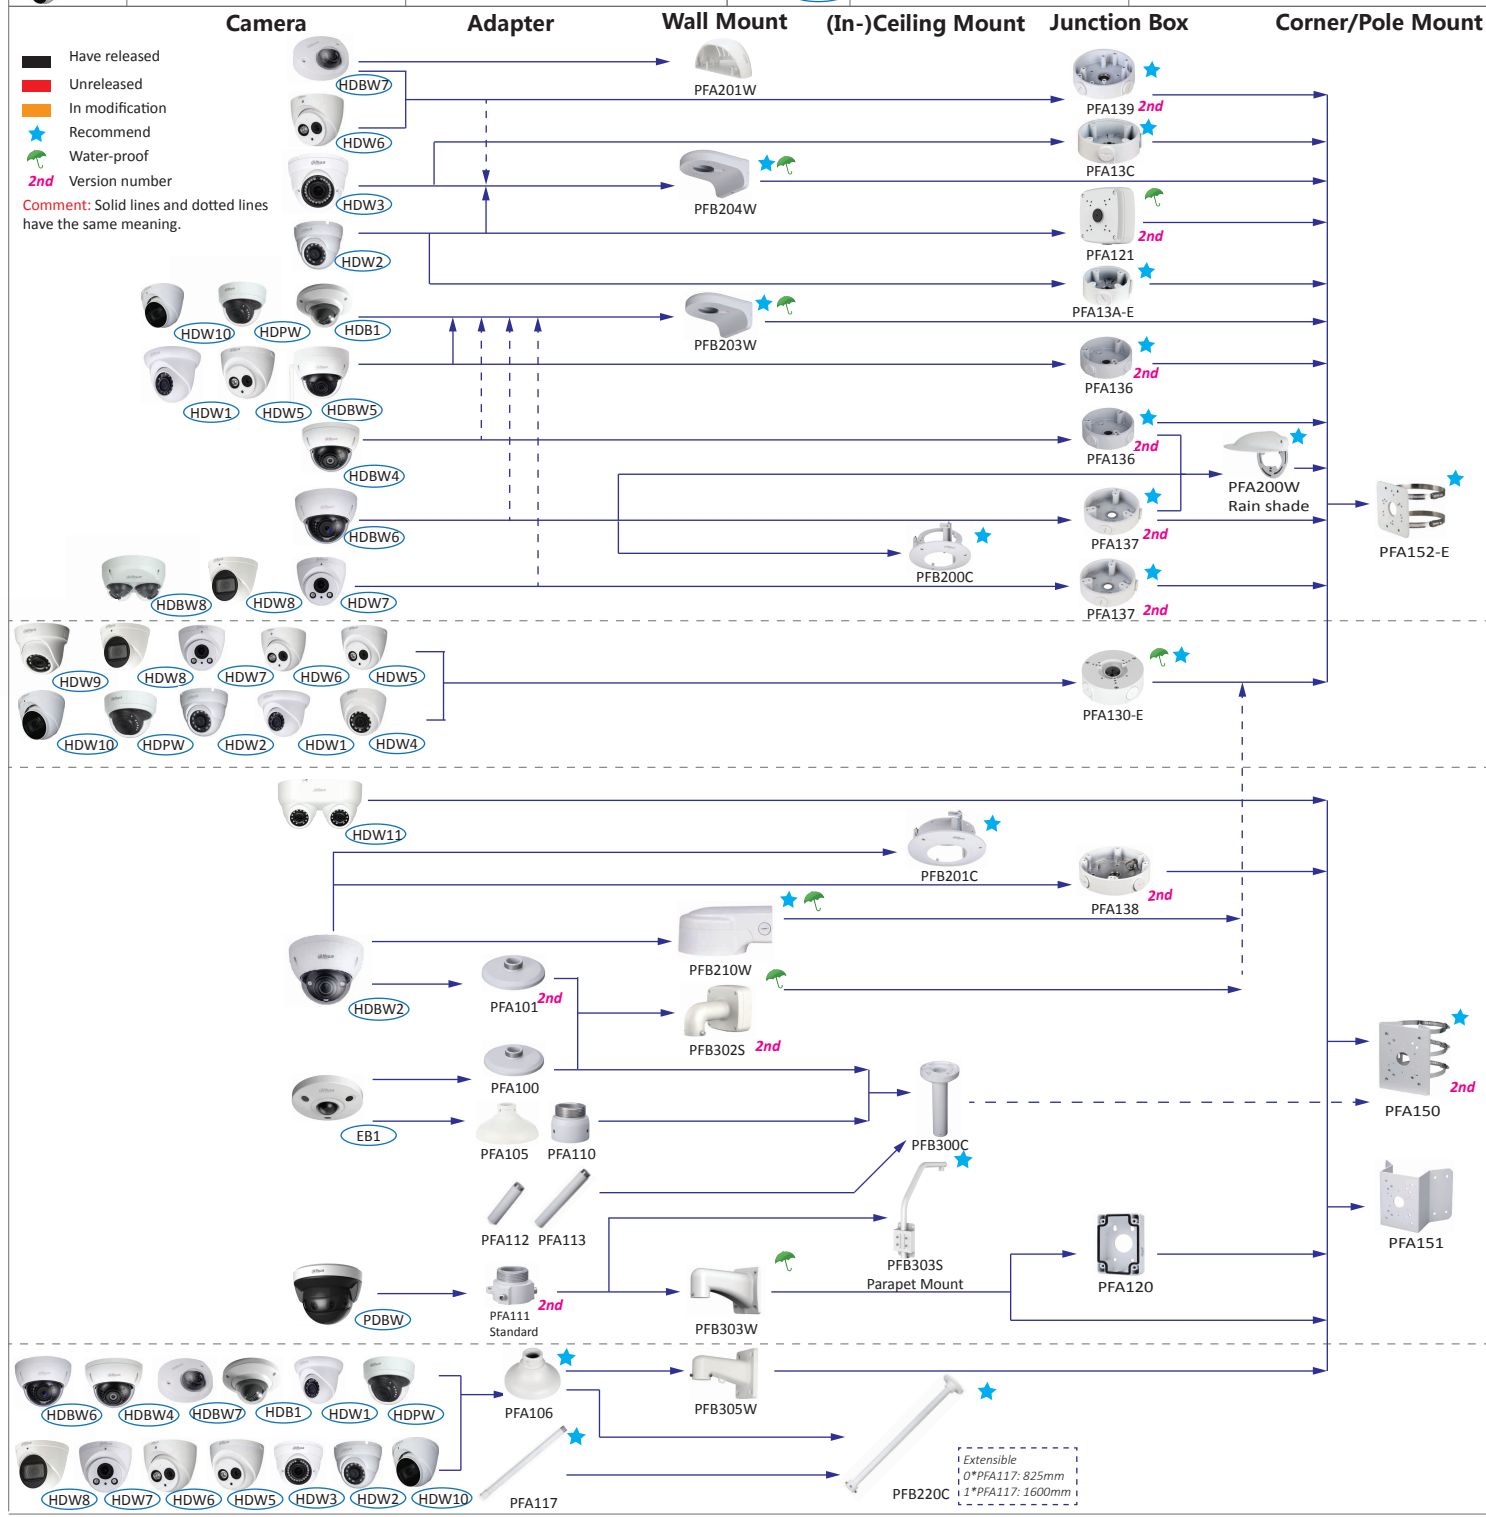 Camera
Adapter
Wall Mount
(In-)Ceiling Mount
Junction Box
Corner/Pole Mount
Have released
Unreleased
In modification
Recommend
Water-proof
2nd Version number
Comment: Solid lines and dotted lines
have the same meaning.
HDBW7
PFA201W
PFA139 2nd
HDW6
PFA13C
HDW3
PFB204W
HDW2
PFA121
2nd
HDW10
HDPW
HDB1
PFB203W
PFA13A-E
HDW1
HDW5
HDBW5
PFA136
2nd
HDBW4
PFA136
2nd
PFA200W
Rain shade
HDBW6
PFB200C
PFA137
2nd
PFA152-E
HDBW8
HDW8
HDW7
PFA137
2nd
HDW9
HDW8
HDW7
HDW6
HDW5
HDW10
HDPW
HDW2
HDW1
HDW4
PFA130-E
HDW11
PFB201C
PFA138
2nd
HDBW2
PFA101
2nd
PFB210W
PFB302S
2nd
EB1
PFA100
PFA105
PFA110
PFB300C
PFA150
2nd
PFA112
PFA113
PFB303S
Parapet Mount
PFA151
PDBW
PFA111
Standard
2nd
PFB303W
PFA120
HDBW6
HDBW4
HDBW7
HDB1
HDW1
HDPW
PFA106
PFB305W
HDW8
HDW7
HDW6
HDW5
HDW3
HDW2
HDW10
PFA117
PFB220C
Extensible
0*PFA117: 825mm
1*PFA117: 1600mm